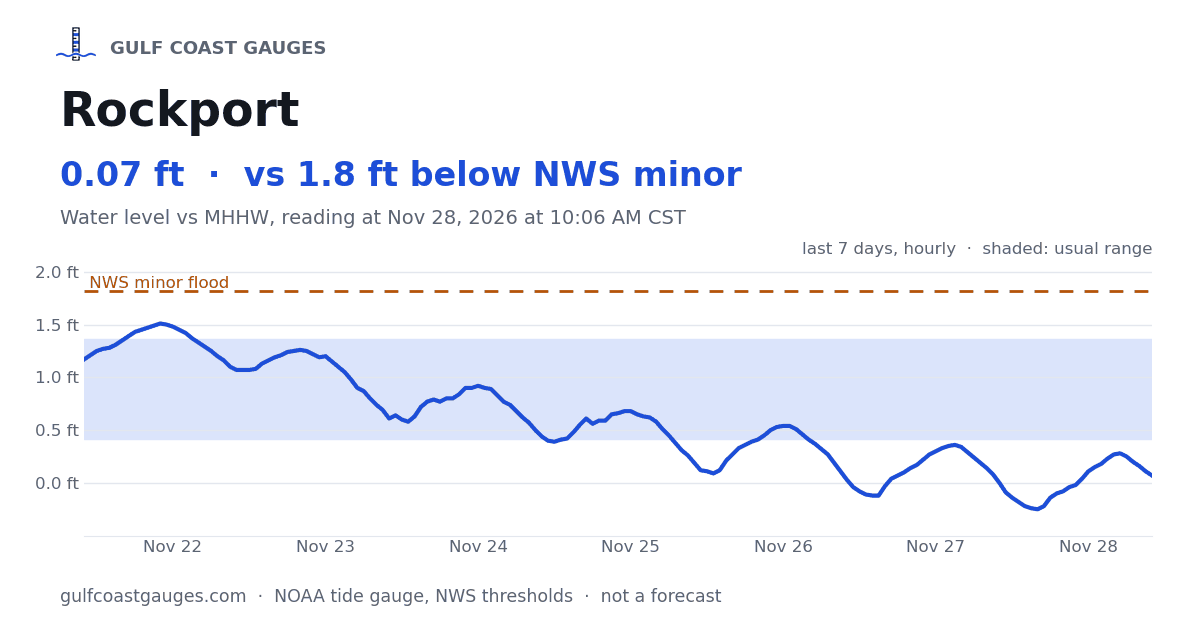 GULF COAST GAUGES
Rockport
0.07 ft · vs 1.8 ft below NWS minor
Water level vs MHHW, reading at Nov 28, 2026 at 10:06 AM CST
last 7 days, hourly · shaded: usual range
2.0 ft
NWS minor flood
1.5 ft
1.0 ft
0.5 ft
0.0 ft
Nov 22 Nov 23 Nov 24 Nov 25 Nov 26 Nov 27 Nov 28
gulfcoastgauges.com · NOAA tide gauge, NWS thresholds · not a forecast